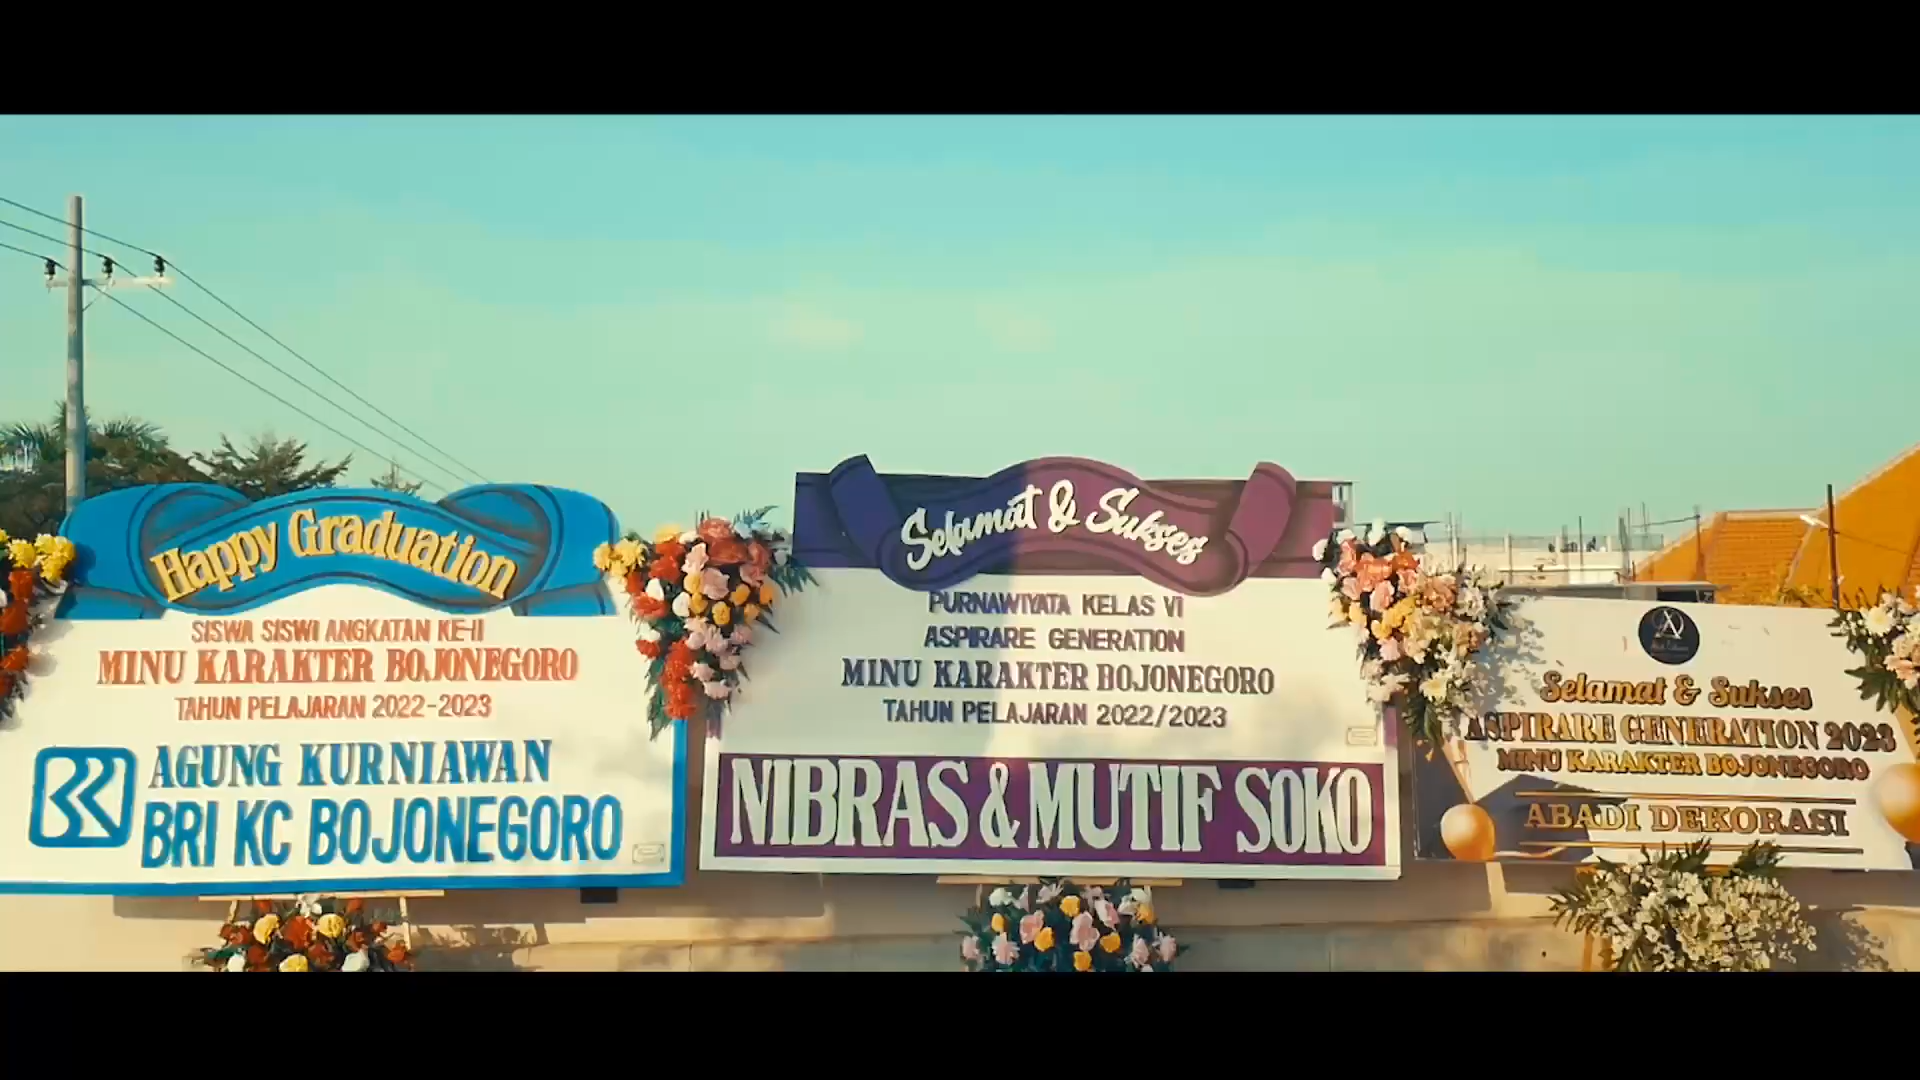 Happy Graduation
SISWA SISWI ANGKATAN KE-II
MINU KARAKTER BOJONEGORO
TAHUN PELAJARAN 2022-2023
AGUNG KURNIAWAN
BRI KC BOJONEGORO
Selamat & Sukses
PURNAWIYATA KELAS VI
ASPIRARE GENERATION
MINU KARAKTER BOJONEGORO
TAHUN PELAJARAN 2022/2023
NIBRAS & MUTIF SOKO
Selamat & Sukses
ASPIRARE GENERATION 2023
MINU KARAKTER BOJONEGORO
ABADI DEKORASI